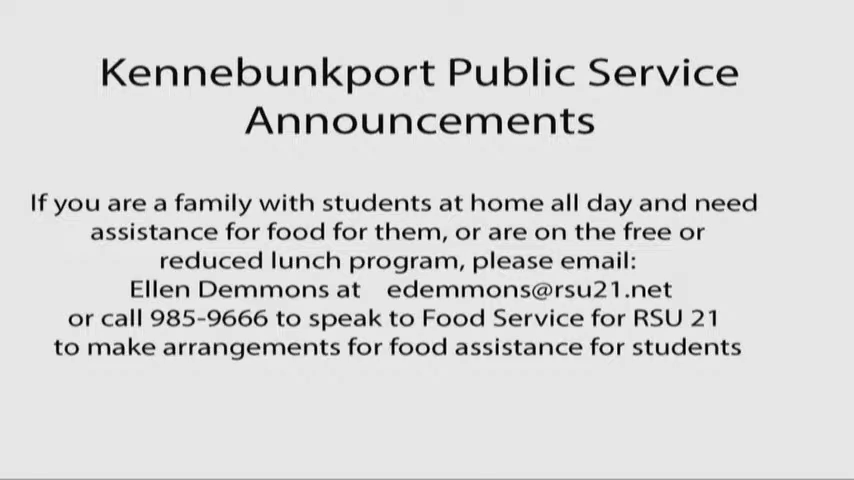 Kennebunkport Public Service
Announcements
If you are a family with students at home all day and need
assistance for food for them, or are on the free or
reduced lunch program, please email:
Ellen Demmons at edemmons@rsu21.net
or call 985-9666 to speak to Food Service for RSU 21
to make arrangements for food assistance for students